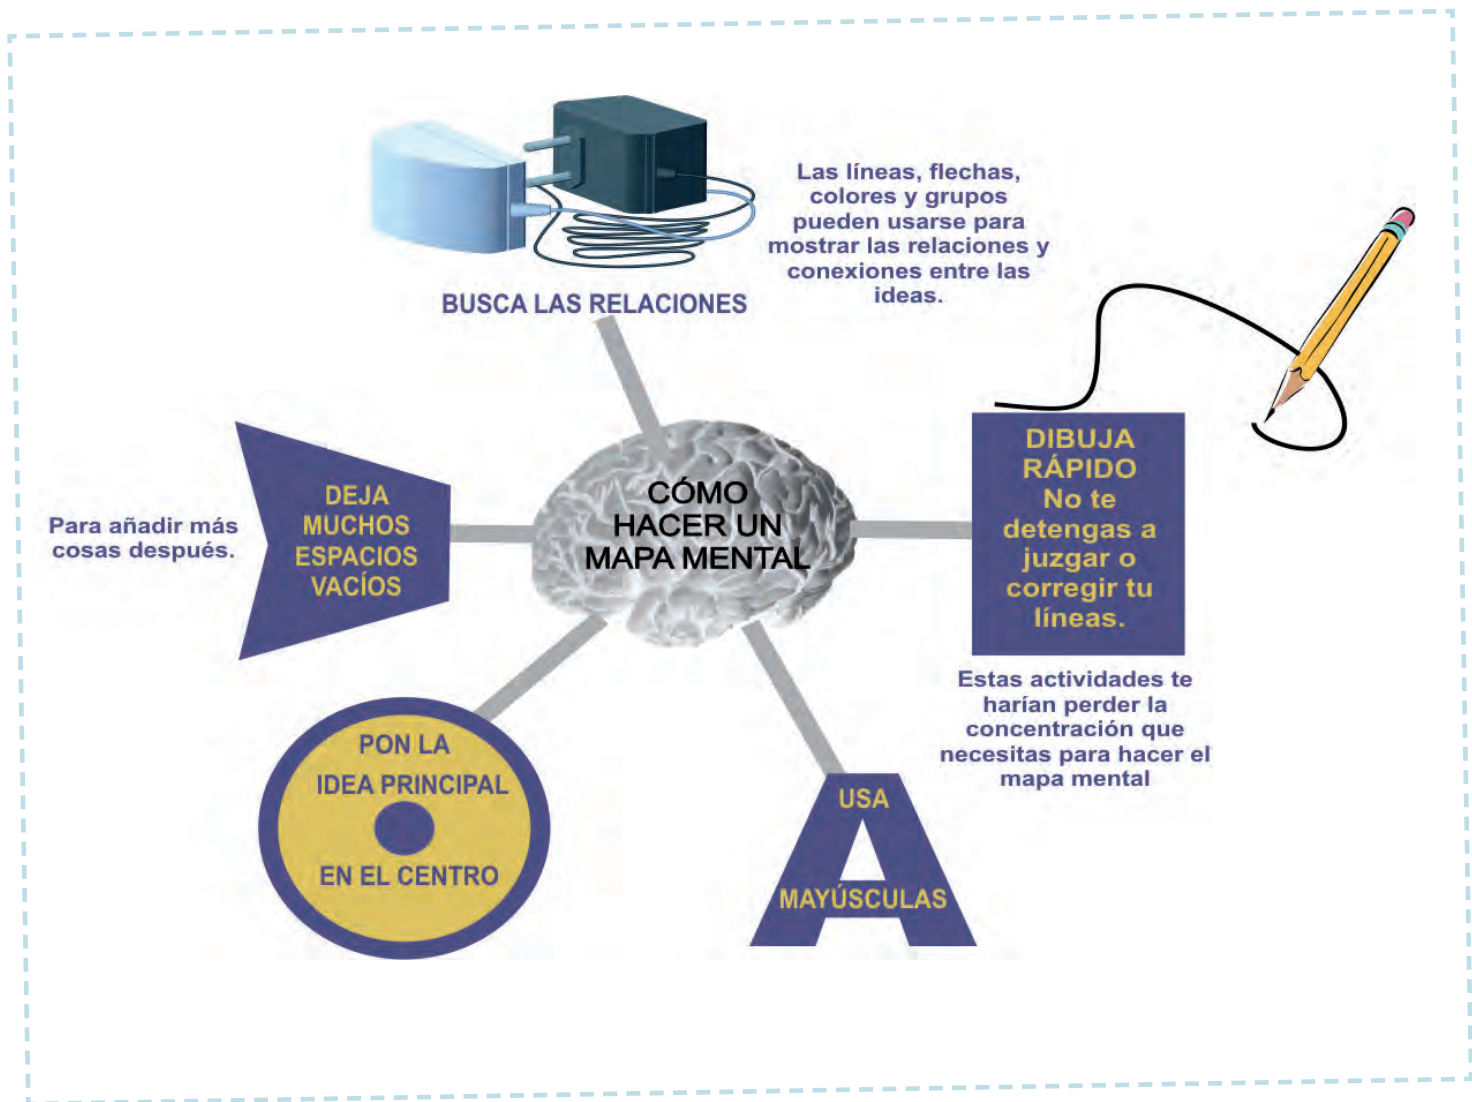 Las líneas, flechas,
colores y grupos
pueden usarse para
mostrar las relaciones y
conexiones entre las
ideas.
BUSCA LAS RELACIONES
CÓMO
HACER UN
MAPA MENTAL
DIBUJA
RÁPIDO
No te
detengas a
juzgar o
corregir tu
líneas.
Estas actividades te
harían perder la
concentración que
necesitas para hacer el
mapa mental
DEJA
MUCHOS
ESPACIOS
VACÍOS
Para añadir más
cosas después.
PON LA
IDEA PRINCIPAL
EN EL CENTRO
USA
MAYÚSCULAS